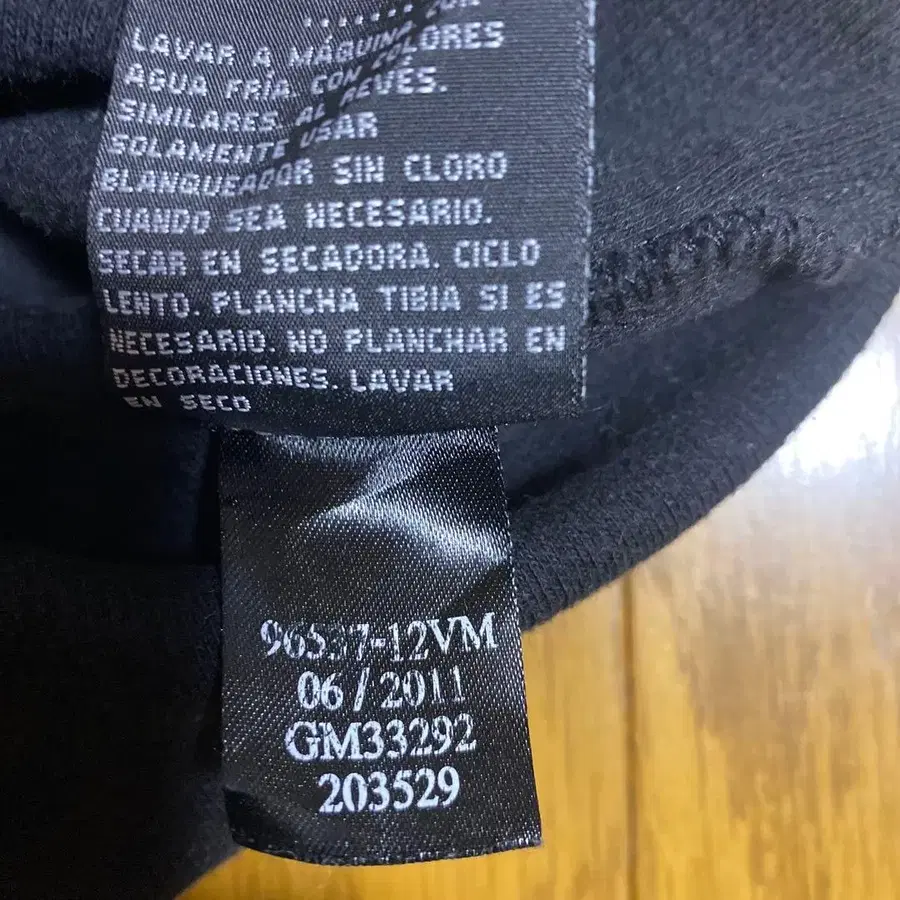 LAVAR A MÁQUINA CON
AGUA FRÍA CON COLORES
SIMILARES AL REVÉS.
SOLAMENTE USAR
BLANQUEADOR SIN CLORO
CUANDO SEA NECESARIO.
SECAR EN SECADORA. CICLO
LENTO. PLANCHA TIBIA SI ES
NECESARIO. NO PLANCHAR EN
DECORACIONES. LAVAR
EN SECO
96537-12VM
06/2011
GM33292
203529